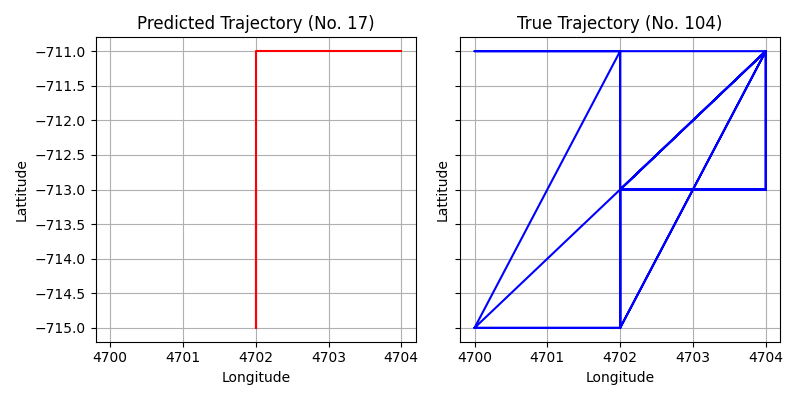 Predicted Trajectory (No. 17)
True Trajectory (No. 104)
−711.0
−711.5
−712.0
−712.5
−713.0
−713.5
−714.0
−714.5
−715.0
Lattitude
Lattitude
4700 4701 4702 4703 4704
4700 4701 4702 4703 4704
Longitude
Longitude